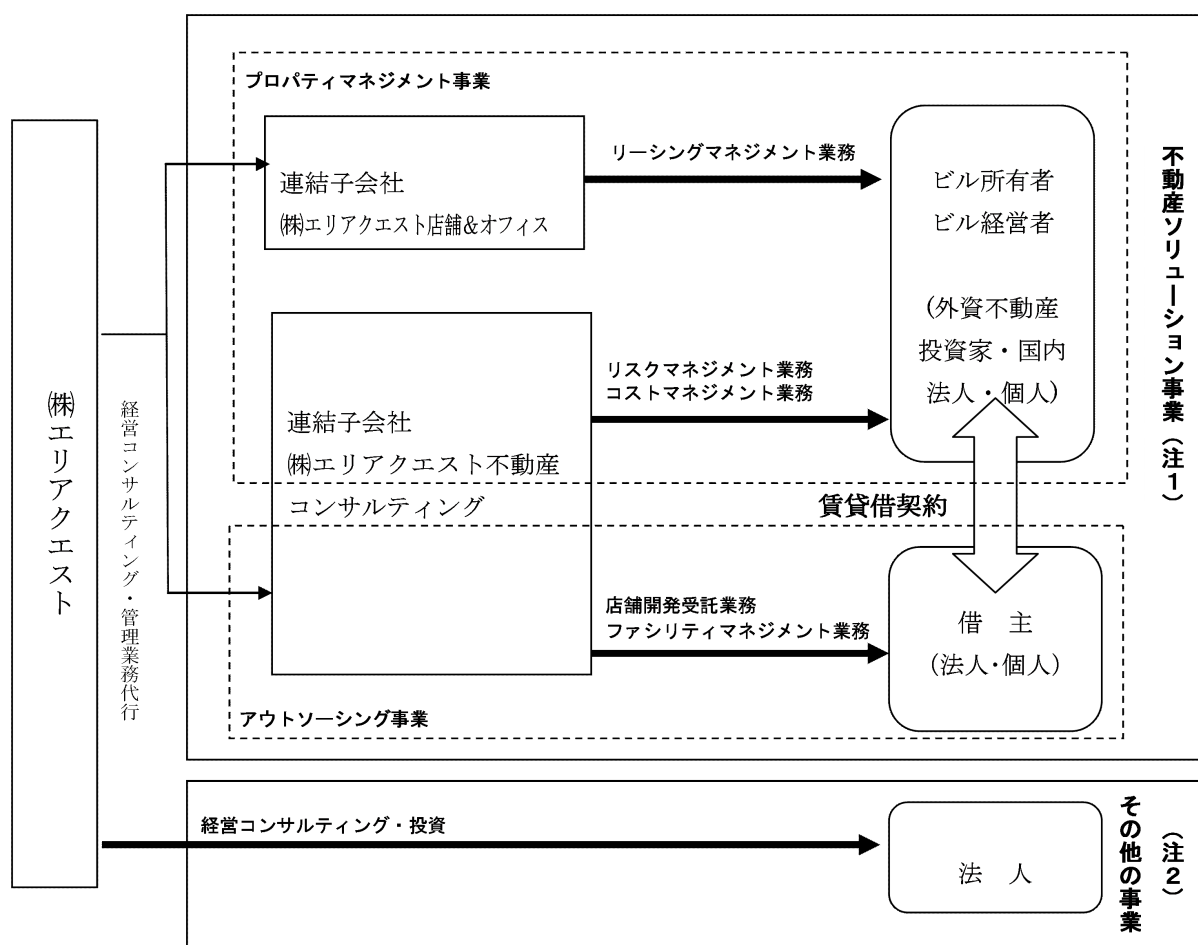 プロパティマネジメント事業
連結子会社
㈱エリアクエスト店舗&オフィス
リーシングマネジメント業務
ビル所有者
ビル経営者
(外資不動産
投資家・国内
法人・個人)
連結子会社
㈱エリアクエスト不動産
コンサルティング
リスクマネジメント業務
コストマネジメント業務
賃貸借契約
店舗開発受託業務
ファシリティマネジメント業務
借 主
(法人・個人)
アウトソーシング事業
㈱エリアクエスト
経営コンサルティング・管理業務代行
不動産ソリューション事業(注1)
経営コンサルティング・投資
法 人
その他の事業
(注2)